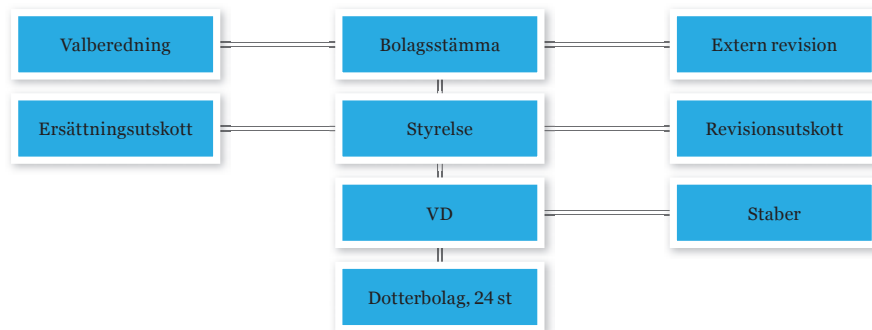 Valberedning
Bolagsstämma
Extern revision
Ersättningsutskott
Styrelse
Revisionsutskott
VD
Staber
Dotterbolag, 24 st